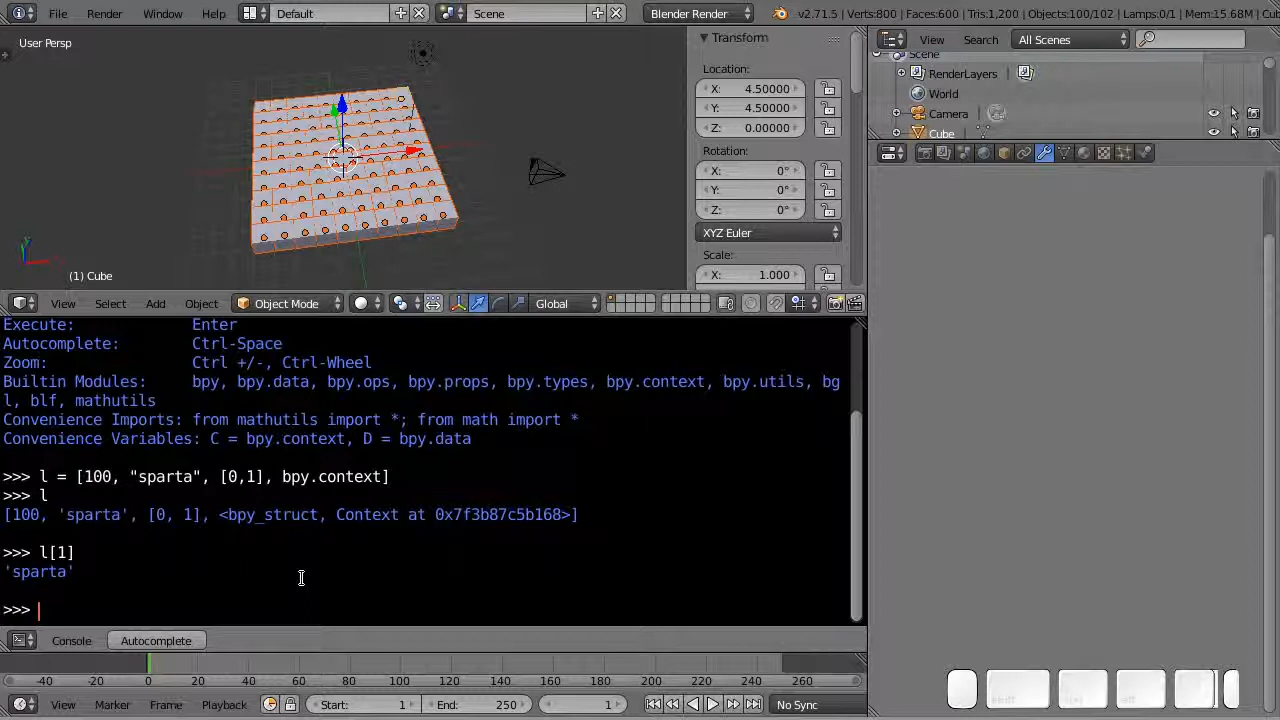 File Render Window Help Default Scene Blender Render v2.71.5 | Verts:800 | Faces:600 | Tris:1,200 | Objects:100/102 | Lamps:0/1 | Mem:15.68M | Cub
User Persp
(1) Cube
View Select Add Object Object Mode Global
Transform
Location:
X: 4.50000
Y: 4.50000
Z: 0.00000
Rotation:
X: 0°
Y: 0°
Z: 0°
XYZ Euler
Scale:
X: 1.000
View Search All Scenes
Scene
RenderLayers
World
Camera
Cube
Execute: Enter
Autocomplete: Ctrl-Space
Zoom: Ctrl +/-, Ctrl-Wheel
Builtin Modules: bpy, bpy.data, bpy.ops, bpy.props, bpy.types, bpy.context, bpy.utils, bg
l, blf, mathutils
Convenience Imports: from mathutils import *; from math import *
Convenience Variables: C = bpy.context, D = bpy.data
>>> l = [100, "sparta", [0,1], bpy.context]
>>> l
[100, 'sparta', [0, 1], <bpy_struct, Context at 0x7f3b87c5b168>]
>>> l[1]
'sparta'
>>>
Console Autocomplete
-40 -20 0 20 40 60 80 100 120 140 160 180 200 220 240 260
View Marker Frame Playback Start: 1 End: 250 1 No Sync